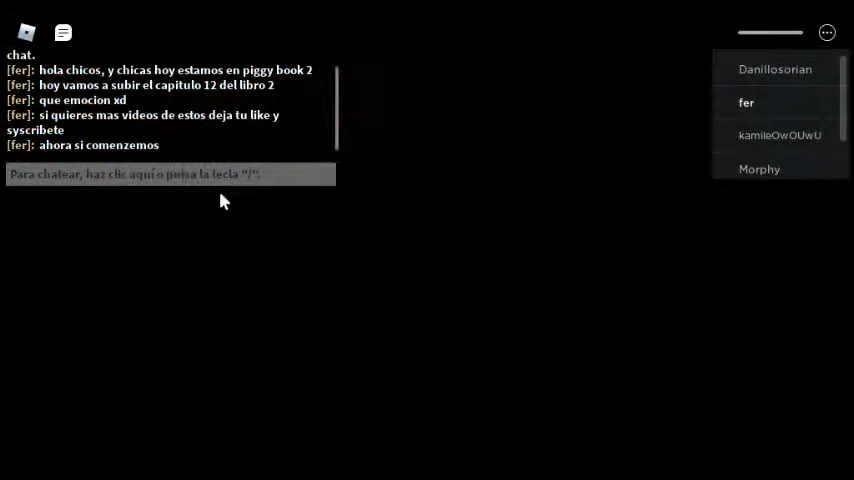 chat.
[fer]: hola chicos, y chicas hoy estamos en piggy book 2
[fer]: hoy vamos a subir el capitulo 12 del libro 2
[fer]: que emocion xd
[fer]: si quieres mas videos de estos deja tu like y
syscribete
[fer]: ahora si comenzemos
Para chatear, haz clic aquí o pulsa la tecla "/".
Danillosorian
fer
kamileOwOUwU
Morphy